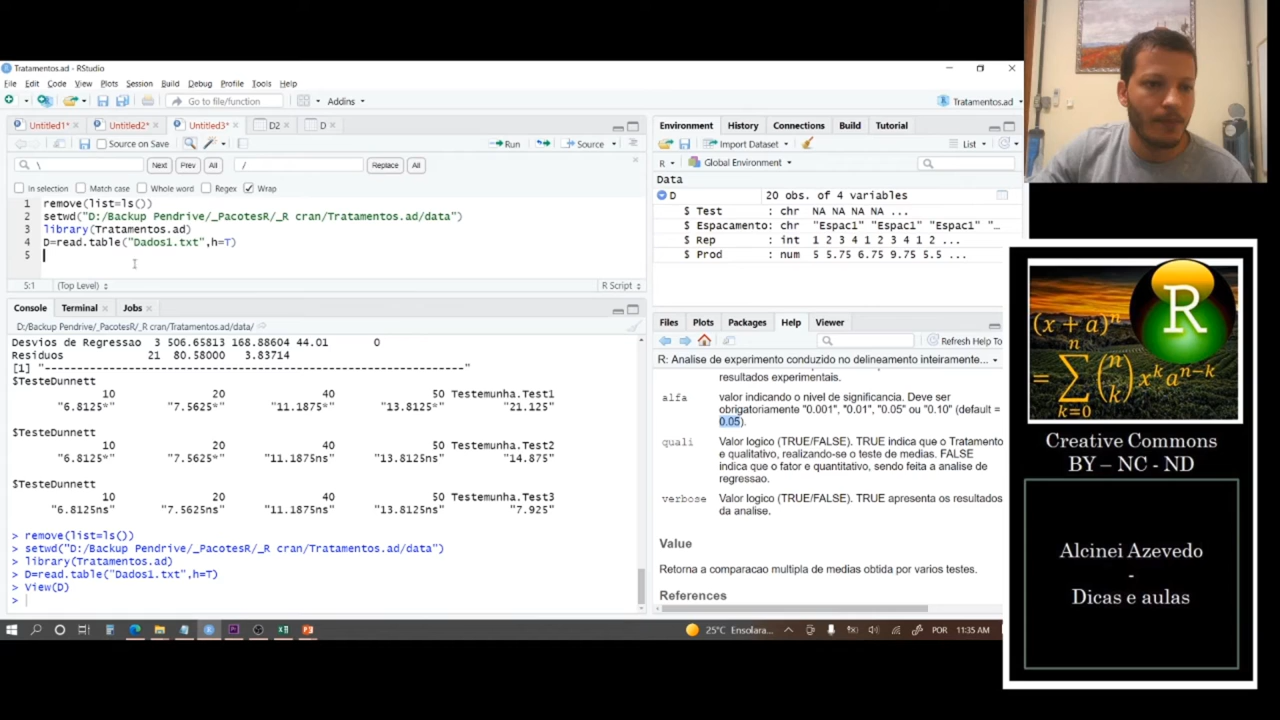 Tratamentos.ad - RStudio
File Edit Code View Plots Session Build Debug Profile Tools Help
Go to file/function Addins Tratamentos.ad
Untitled1* Untitled2* Untitled3* D2 D
Source on Save Run Source
\ Next Prev All / Replace All
In selection Match case Whole word Regex Wrap
1 remove(list=ls())
2 setwd("D:/Backup Pendrive/_PacotesR/_R cran/Tratamentos.ad/data")
3 library(Tratamentos.ad)
4 D=read.table("Dados1.txt",h=T)
5
5:1 (Top Level) R Script
Console Terminal Jobs
D:/Backup Pendrive/_PacotesR/_R cran/Tratamentos.ad/data/
Desvios de Regressao 3 506.65813 168.88604 44.01 0
Residuos 21 80.58000 3.83714
[1] "------------------------------------------------------------------"
$TesteDunnett
10 20 40 50 Testemunha.Test1
"6.8125*" "7.5625*" "11.1875*" "13.8125*" "21.125"
$TesteDunnett
10 20 40 50 Testemunha.Test2
"6.8125*" "7.5625*" "11.1875ns" "13.8125ns" "14.875"
$TesteDunnett
10 20 40 50 Testemunha.Test3
"6.8125ns" "7.5625ns" "11.1875ns" "13.8125ns" "7.925"
> remove(list=ls())
> setwd("D:/Backup Pendrive/_PacotesR/_R cran/Tratamentos.ad/data")
> library(Tratamentos.ad)
> D=read.table("Dados1.txt",h=T)
> View(D)
>
Environment History Connections Build Tutorial
Import Dataset List
R Global Environment
Data
D 20 obs. of 4 variables
$ Test : chr NA NA NA NA ...
$ Espacamento: chr "Espac1" "Espac1" "Espac1" "…
$ Rep : int 1 2 3 4 1 2 3 4 1 2 ...
$ Prod : num 5 5.75 6.75 9.75 5.5 ...
Files Plots Packages Help Viewer
Refresh Help To
R: Analise de experimento conduzido no delineamento inteiramente...
resultados experimentais.
alfa valor indicando o nivel de significancia. Deve ser
obrigatoriamente "0.001", "0.01", "0.05" ou "0.10" (default =
0.05).
quali Valor logico (TRUE/FALSE). TRUE indica que o Tratamento
e qualitativo, realizando-se o teste de medias. FALSE
indica que o fator e quantitativo, sendo feita a analise de
regressao.
verbose Valor logico (TRUE/FALSE). TRUE apresenta os resultados
da analise.
Value
Retorna a comparacao multipla de medias obtida por varios testes.
References
25°C Ensolara... POR 11:35 AM
R
(x + a)^n
= ∑ n k=0 (n k) x^k a^{n-k}
Creative Commons
BY – NC - ND
Alcinei Azevedo
-
Dicas e aulas